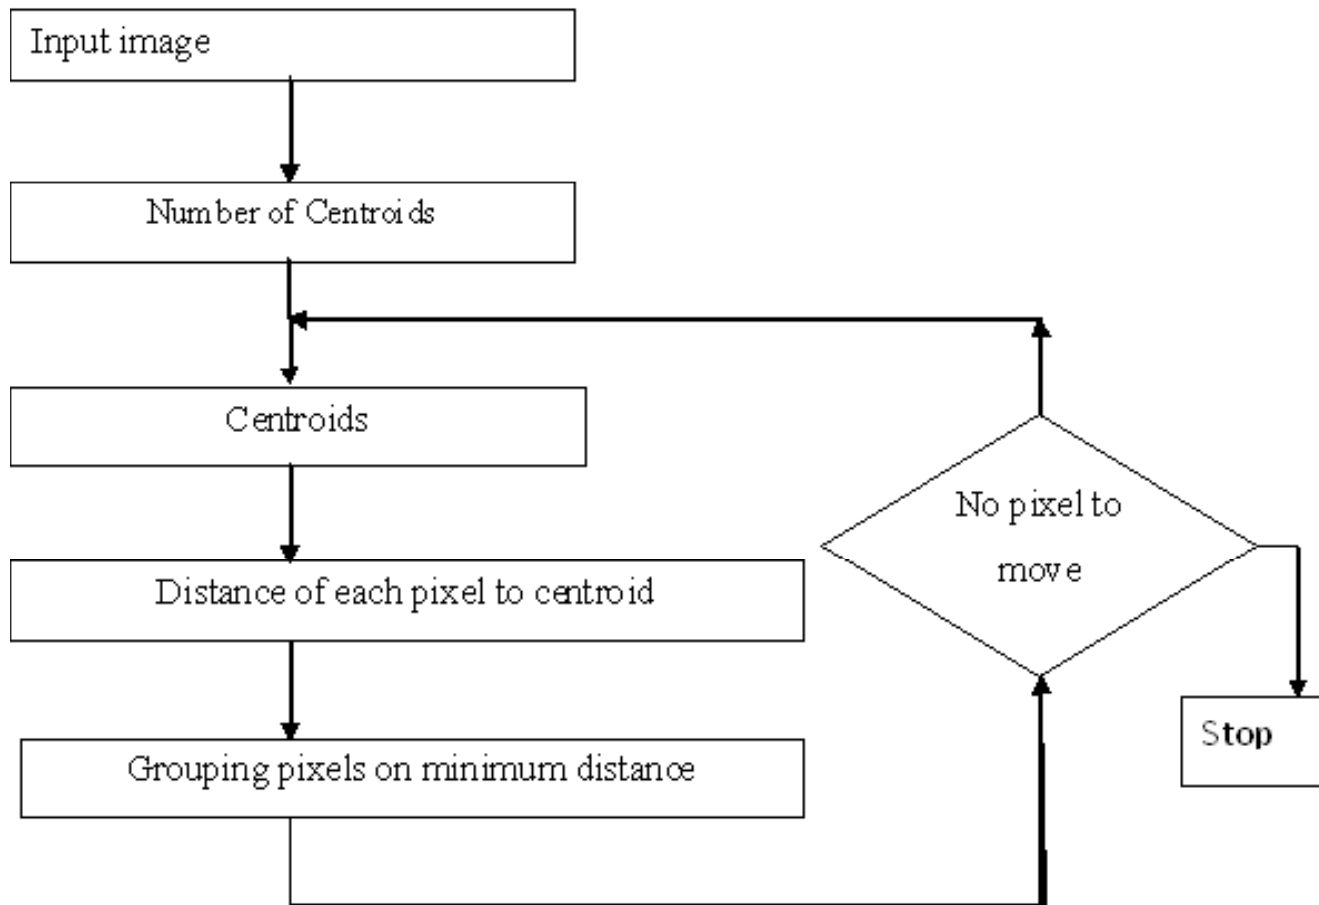 Input image
Number of Centroids
Centroids
Distance of each pixel to centroid
Grouping pixels on minimum distance
No pixel to
move
Stop